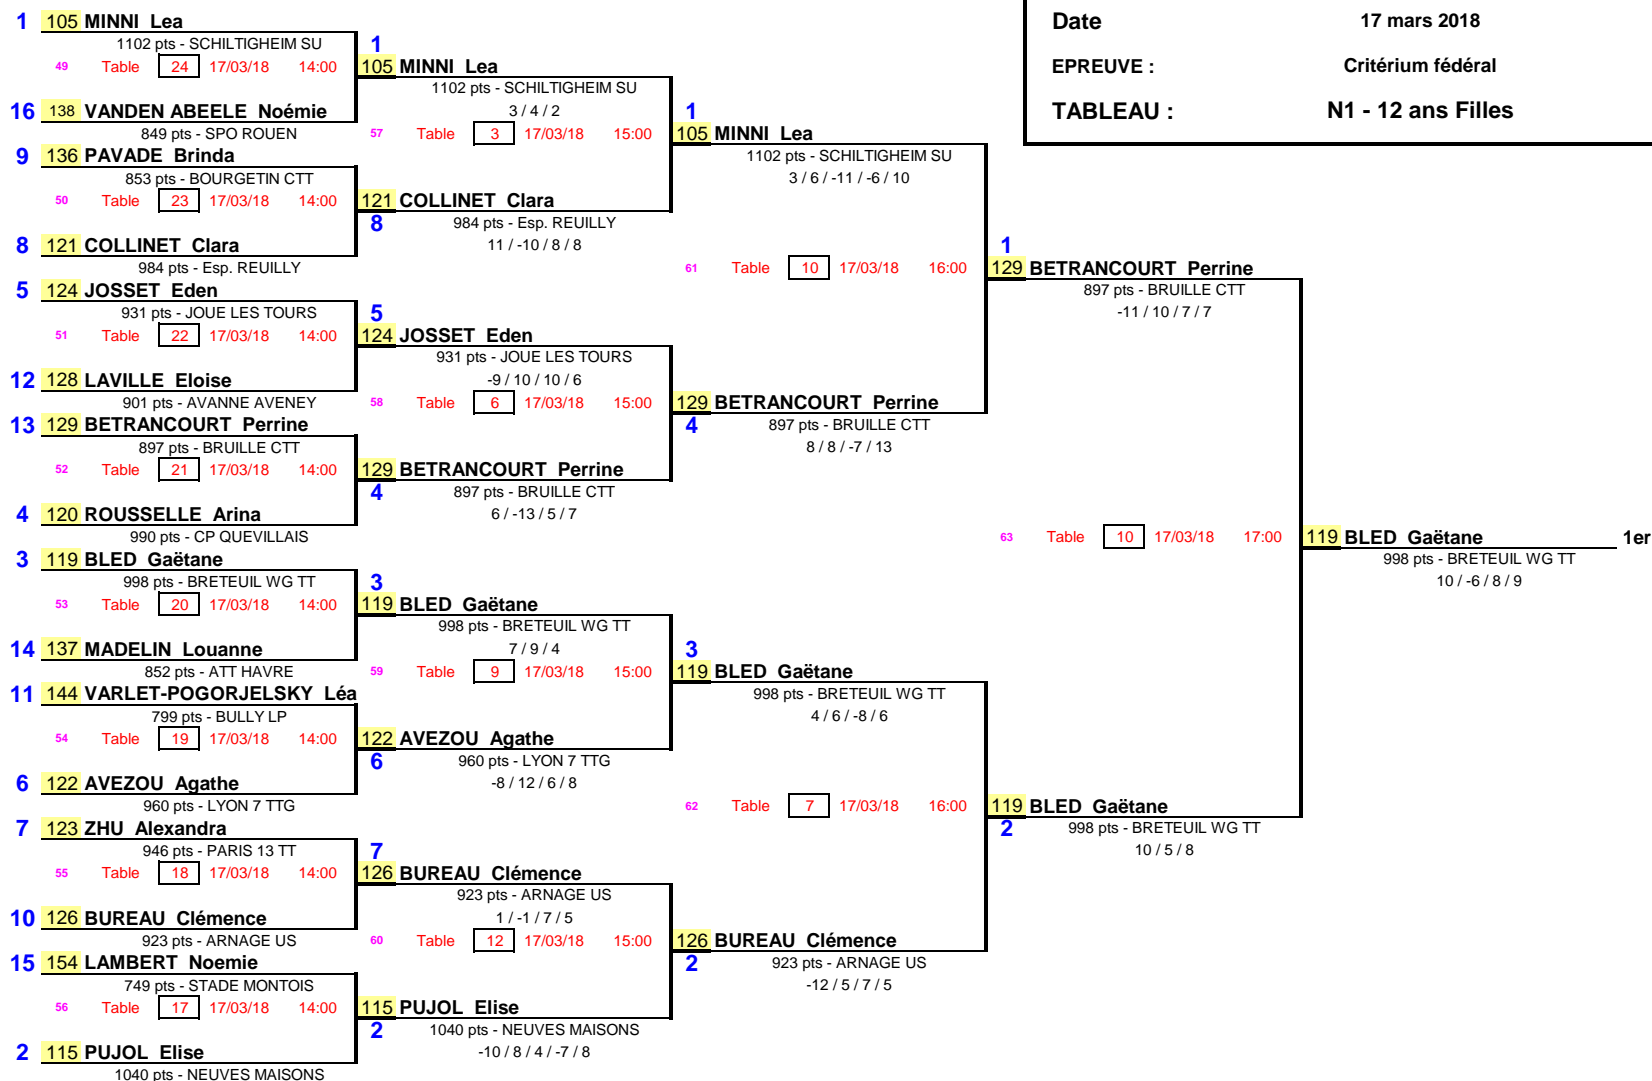 Date 17 mars 2018
EPREUVE : Critérium fédéral
TABLEAU : N1 - 12 ans Filles
1 105 MINNI Lea
1102 pts - SCHILTIGHEIM SU
49 Table 24 17/03/18 14:00
16 138 VANDEN ABEELE Noémie
849 pts - SPO ROUEN
9 136 PAVADE Brinda
853 pts - BOURGETIN CTT
50 Table 23 17/03/18 14:00
8 121 COLLINET Clara
984 pts - Esp. REUILLY
5 124 JOSSET Eden
931 pts - JOUE LES TOURS
51 Table 22 17/03/18 14:00
12 128 LAVILLE Eloise
901 pts - AVANNE AVENEY
13 129 BETRANCOURT Perrine
897 pts - BRUILLE CTT
52 Table 21 17/03/18 14:00
4 120 ROUSSELLE Arina
990 pts - CP QUEVILLAIS
3 119 BLED Gaëtane
998 pts - BRETEUIL WG TT
53 Table 20 17/03/18 14:00
14 137 MADELIN Louanne
852 pts - ATT HAVRE
11 144 VARLET-POGORJELSKY Léa
799 pts - BULLY LP
54 Table 19 17/03/18 14:00
6 122 AVEZOU Agathe
960 pts - LYON 7 TTG
7 123 ZHU Alexandra
946 pts - PARIS 13 TT
55 Table 18 17/03/18 14:00
10 126 BUREAU Clémence
923 pts - ARNAGE US
15 154 LAMBERT Noemie
749 pts - STADE MONTOIS
56 Table 17 17/03/18 14:00
2 115 PUJOL Elise
1040 pts - NEUVES MAISONS
1
105 MINNI Lea
1102 pts - SCHILTIGHEIM SU
3 / 4 / 2
57 Table 3 17/03/18 15:00
121 COLLINET Clara
8
984 pts - Esp. REUILLY
11 / -10 / 8 / 8
5
124 JOSSET Eden
931 pts - JOUE LES TOURS
-9 / 10 / 10 / 6
58 Table 6 17/03/18 15:00
129 BETRANCOURT Perrine
4
897 pts - BRUILLE CTT
6 / -13 / 5 / 7
3
119 BLED Gaëtane
998 pts - BRETEUIL WG TT
7 / 9 / 4
59 Table 9 17/03/18 15:00
122 AVEZOU Agathe
6
960 pts - LYON 7 TTG
-8 / 12 / 6 / 8
7
126 BUREAU Clémence
923 pts - ARNAGE US
1 / -1 / 7 / 5
60 Table 12 17/03/18 15:00
115 PUJOL Elise
2
1040 pts - NEUVES MAISONS
-10 / 8 / 4 / -7 / 8
1
105 MINNI Lea
1102 pts - SCHILTIGHEIM SU
3 / 6 / -11 / -6 / 10
61 Table 10 17/03/18 16:00
129 BETRANCOURT Perrine
4
897 pts - BRUILLE CTT
8 / 8 / -7 / 13
3
119 BLED Gaëtane
998 pts - BRETEUIL WG TT
4 / 6 / -8 / 6
62 Table 7 17/03/18 16:00
126 BUREAU Clémence
2
923 pts - ARNAGE US
-12 / 5 / 7 / 5
1
129 BETRANCOURT Perrine
897 pts - BRUILLE CTT
-11 / 10 / 7 / 7
63 Table 10 17/03/18 17:00
119 BLED Gaëtane
2
998 pts - BRETEUIL WG TT
10 / 5 / 8
119 BLED Gaëtane 1er
998 pts - BRETEUIL WG TT
10 / -6 / 8 / 9